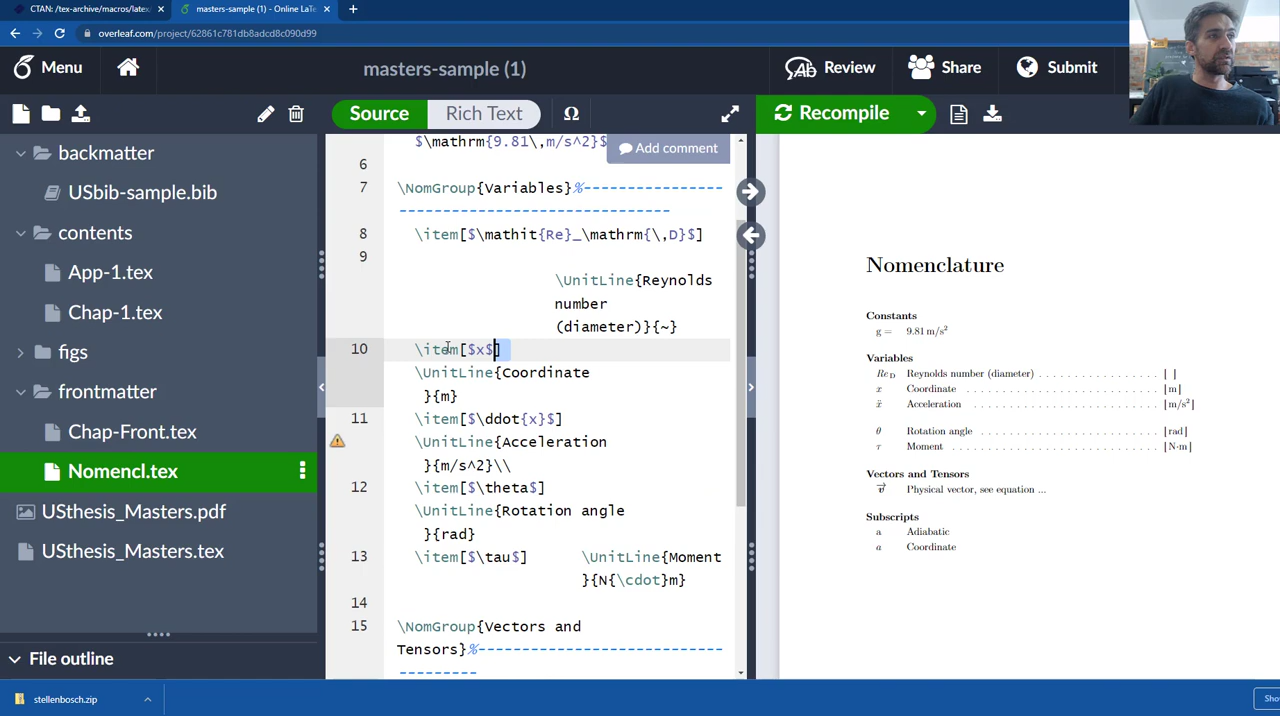 CTAN: /tex-archive/macros/latex
masters-sample (1) - Online LaTe
overleaf.com/project/62861c781db8adcd8c090d99
Menu
masters-sample (1)
Review
Share
Submit
Source
Rich Text
Ω
Recompile
backmatter
USbib-sample.bib
contents
App-1.tex
Chap-1.tex
figs
frontmatter
Chap-Front.tex
Nomencl.tex
USthesis_Masters.pdf
USthesis_Masters.tex
File outline
$\mathrm{9.81\,m/s^2}$
Add comment
6
7 \NomGroup{Variables}%-----------------
-------------------------------
8 \item[$\mathit{Re}_\mathrm{\,D}$]
9
\UnitLine{Reynolds
number
(diameter)}{~}
10 \item[$x$]
\UnitLine{Coordinate
}{m}
11 \item[$\ddot{x}$]
\UnitLine{Acceleration
}{m/s^2}\\
12 \item[$\theta$]
\UnitLine{Rotation angle
}{rad}
13 \item[$\tau$] \UnitLine{Moment
}{N{\cdot}m}
14
15 \NomGroup{Vectors and
Tensors}%----------------------------
---------
Nomenclature
Constants
g = 9.81 m/s²
Variables
Re_D Reynolds number (diameter) . . . . . . . . . . . . . . [ ]
x Coordinate . . . . . . . . . . . . . . . . . . . . . . [m]
ẍ Acceleration . . . . . . . . . . . . . . . . . . . . . [m/s²]
θ Rotation angle . . . . . . . . . . . . . . . . . . . . [rad]
τ Moment . . . . . . . . . . . . . . . . . . . . . . . . [N·m]
Vectors and Tensors
v⃗ Physical vector, see equation ...
Subscripts
a Adiabatic
a Coordinate
stellenbosch.zip
Sho